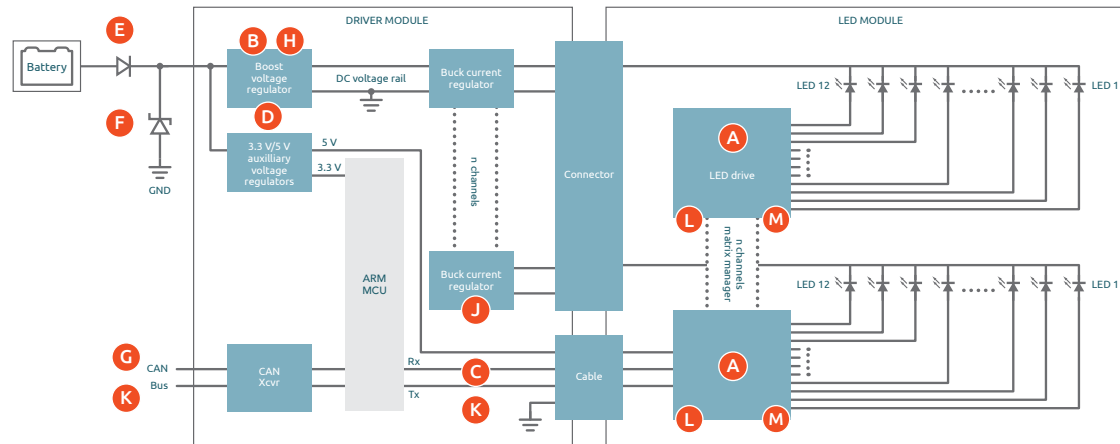 DRIVER MODULE
LED MODULE
E
B
H
Battery
Boost
voltage
regulator
DC voltage rail
Buck current
regulator
LED 12
LED 1
D
F
A
3.3 V/5 V
auxilliary
voltage
regulators
5 V
3.3 V
GND
n channels
Connector
LED drive
L
M
n channels
matrix manager
ARM
MCU
Buck current
regulator
J
LED 12
LED 1
G
CAN
Bus
K
CAN
Xcvr
Rx
C
Tx
K
Cable
A
L
M